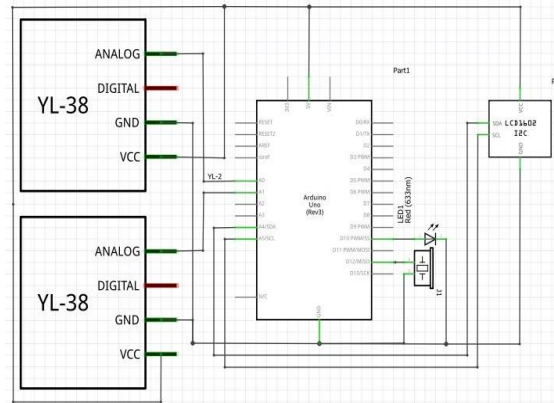 ANALOG
DIGITAL
YL-38
GND
VCC
YL-2
ANALOG
DIGITAL
YL-38
GND
VCC
Part1
3V3
5V
VIN
RESET
RESET2
AREF
ioref
A0
A1
A2
A3
A4/SDA
A5/SCL
N/C
Arduino
Uno
(Rev3)
D0/RX
D1/TX
D2
D3 PWM
D4
D5 PWM
D6 PWM
D7
D8
D9 PWM
D10 PWM/SS
D11 PWM/MOSI
D12/MISO
D13/SCK
GND
LED1
Red (633nm)
J1
VCC
SDA
SCL
LCD1602
I2C
GND